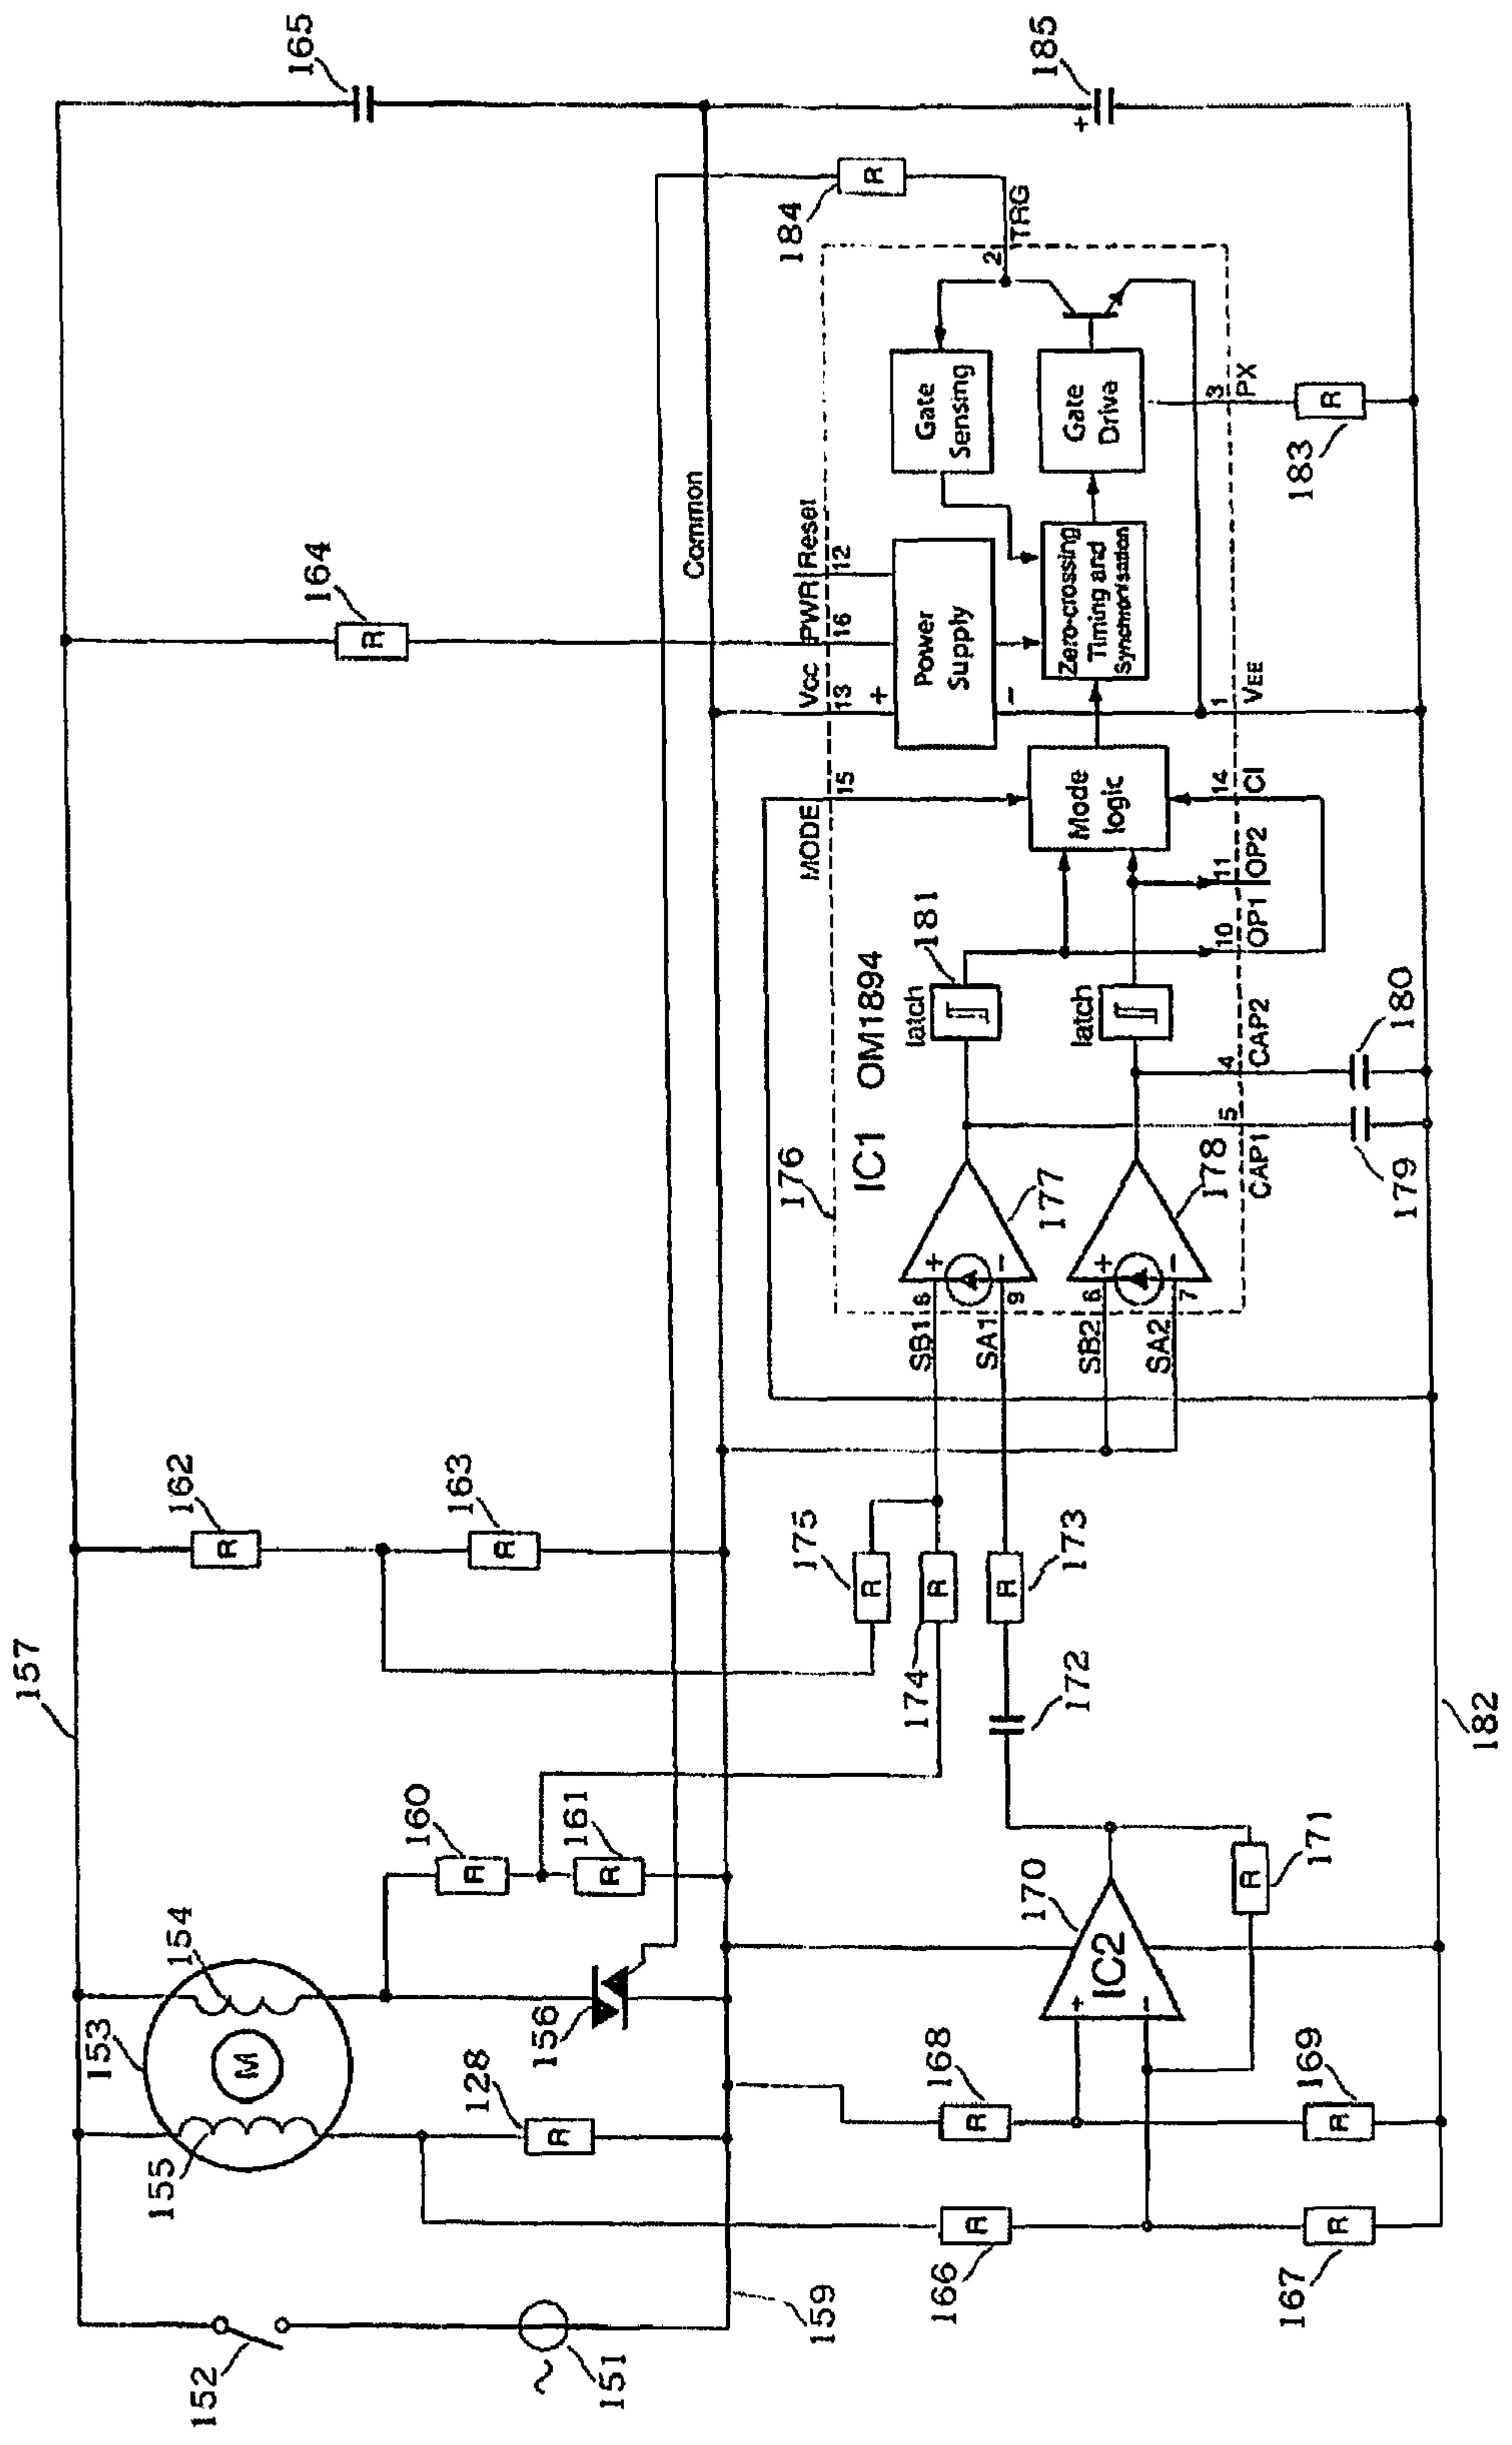 157
153
155
154
162
165
152
M
R
R
164
R
160
163
128
R
R
156
161
R
R
151
~
Common
159
176
175
184
MODE
15
Vcc
13
PWR
16
Reset
12
R
R
IC1 OM1894
+
174
R
SB1
8
+
latch
181
Power
Supply
Gate
Sensing
166
168
R
R
173
R
SA1
9
−
177
−
2
TRG
170
172
IC2
+
−
SB2
6
+
latch
Mode
logic
Zero-crossing
Timing and
Synchronisation
Gate
Drive
185
+
SA2
7
−
178
R
171
CAP1
5
CAP2
4
OP1
10
OP2
11
CI
14
VEE
1
PX
3
167
169
R
R
R
183
179
180
182